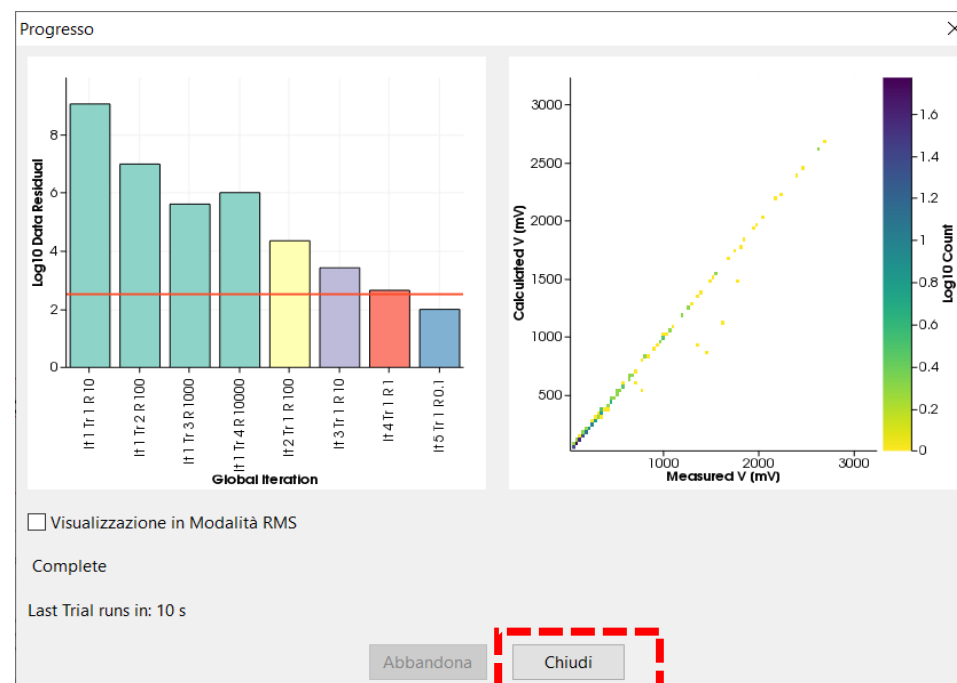 Progresso
Log10 Data Residual
8
6
4
2
0
It 1 Tr 1 R 10
It 1 Tr 2 R 100
It 1 Tr 3 R 1000
It 1 Tr 4 R 10000
It 2 Tr 1 R 100
It 3 Tr 1 R 10
It 4 Tr 1 R 1
It 5 Tr 1 R 0.1
Global Iteration
Calculated V (mV)
3000
2500
2000
1500
1000
500
1000 2000 3000
Measured V (mV)
1.6
1.4
1.2
1
0.8
0.6
0.4
0.2
0
Log10 Count
Visualizzazione in Modalità RMS
Complete
Last Trial runs in: 10 s
Abbandona Chiudi